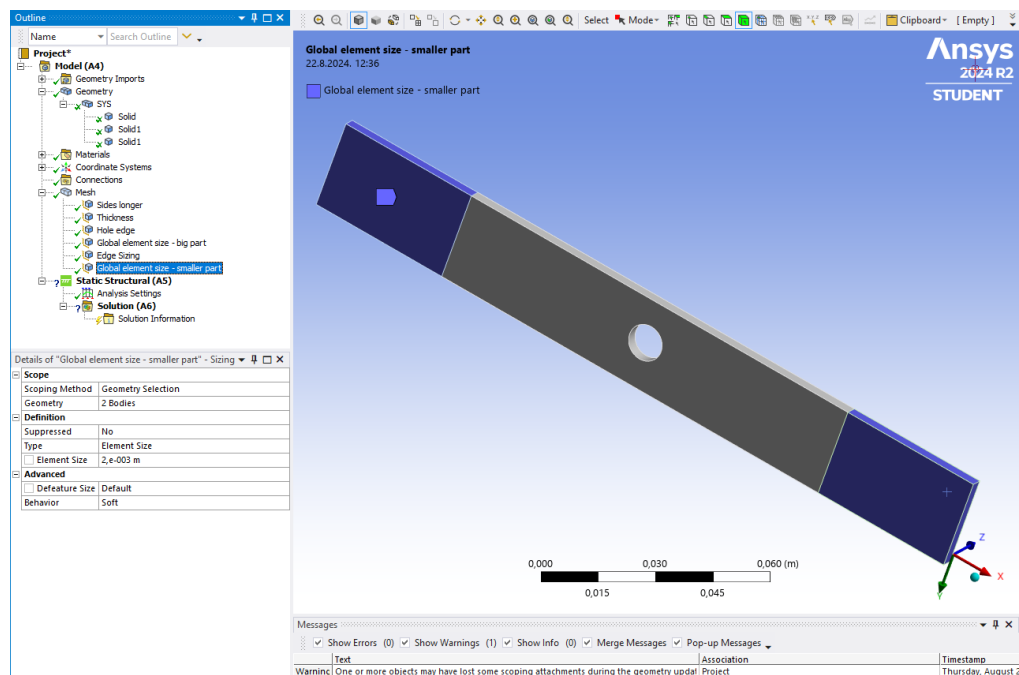 Outline
Name Search Outline
Project*
Model (A4)
Geometry Imports
Geometry
SYS
Solid
Solid1
Solid1
Materials
Coordinate Systems
Connections
Mesh
Sides longer
Thickness
Hole edge
Global element size - big part
Edge Sizing
Global element size - smaller part
Static Structural (A5)
Analysis Settings
Solution (A6)
Solution Information
Details of "Global element size - smaller part" - Sizing
Scope
Scoping Method Geometry Selection
Geometry 2 Bodies
Definition
Suppressed No
Type Element Size
Element Size 2,e-003 m
Advanced
Defeature Size Default
Behavior Soft
Select Mode Clipboard [ Empty ]
Global element size - smaller part
22.8.2024. 12:36
Global element size - smaller part
Ansys
2024 R2
STUDENT
0,000 0,030 0,060 (m)
0,015 0,045
Z
X
Y
Messages
Show Errors (0) Show Warnings (1) Show Info (0) Merge Messages Pop-up Messages
Text Association Timestamp
Warninc One or more objects may have lost some scoping attachments during the geometry updat Project Thursday, August 2